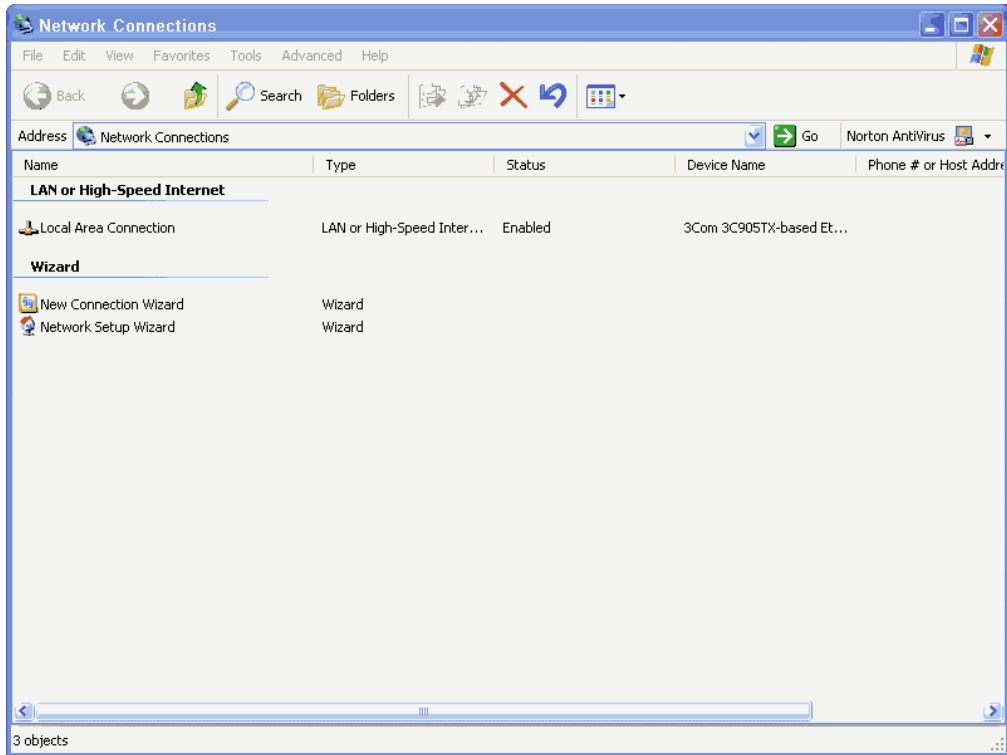 Network Connections
File Edit View Favorites Tools Advanced Help
Back Search Folders
Address Network Connections Go Norton AntiVirus
Name Type Status Device Name Phone # or Host Addre
LAN or High-Speed Internet
Local Area Connection LAN or High-Speed Inter... Enabled 3Com 3C905TX-based Et...
Wizard
New Connection Wizard Wizard
Network Setup Wizard Wizard
3 objects